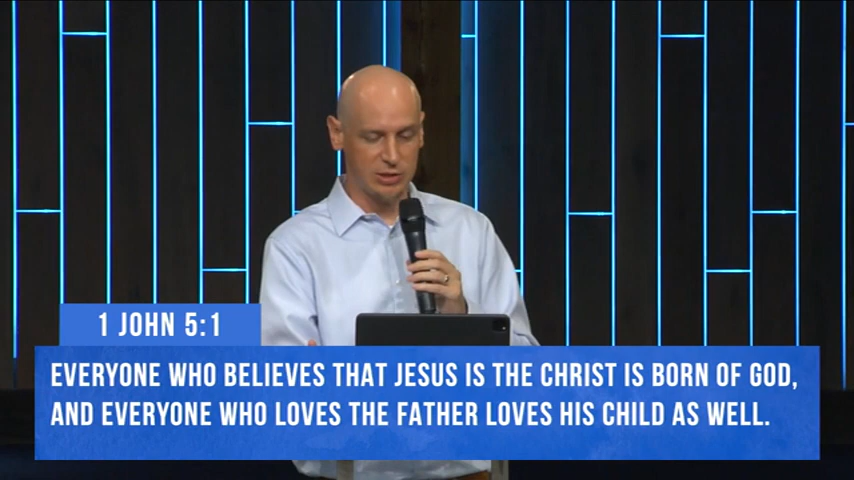 1 JOHN 5:1
EVERYONE WHO BELIEVES THAT JESUS IS THE CHRIST IS BORN OF GOD,
AND EVERYONE WHO LOVES THE FATHER LOVES HIS CHILD AS WELL.